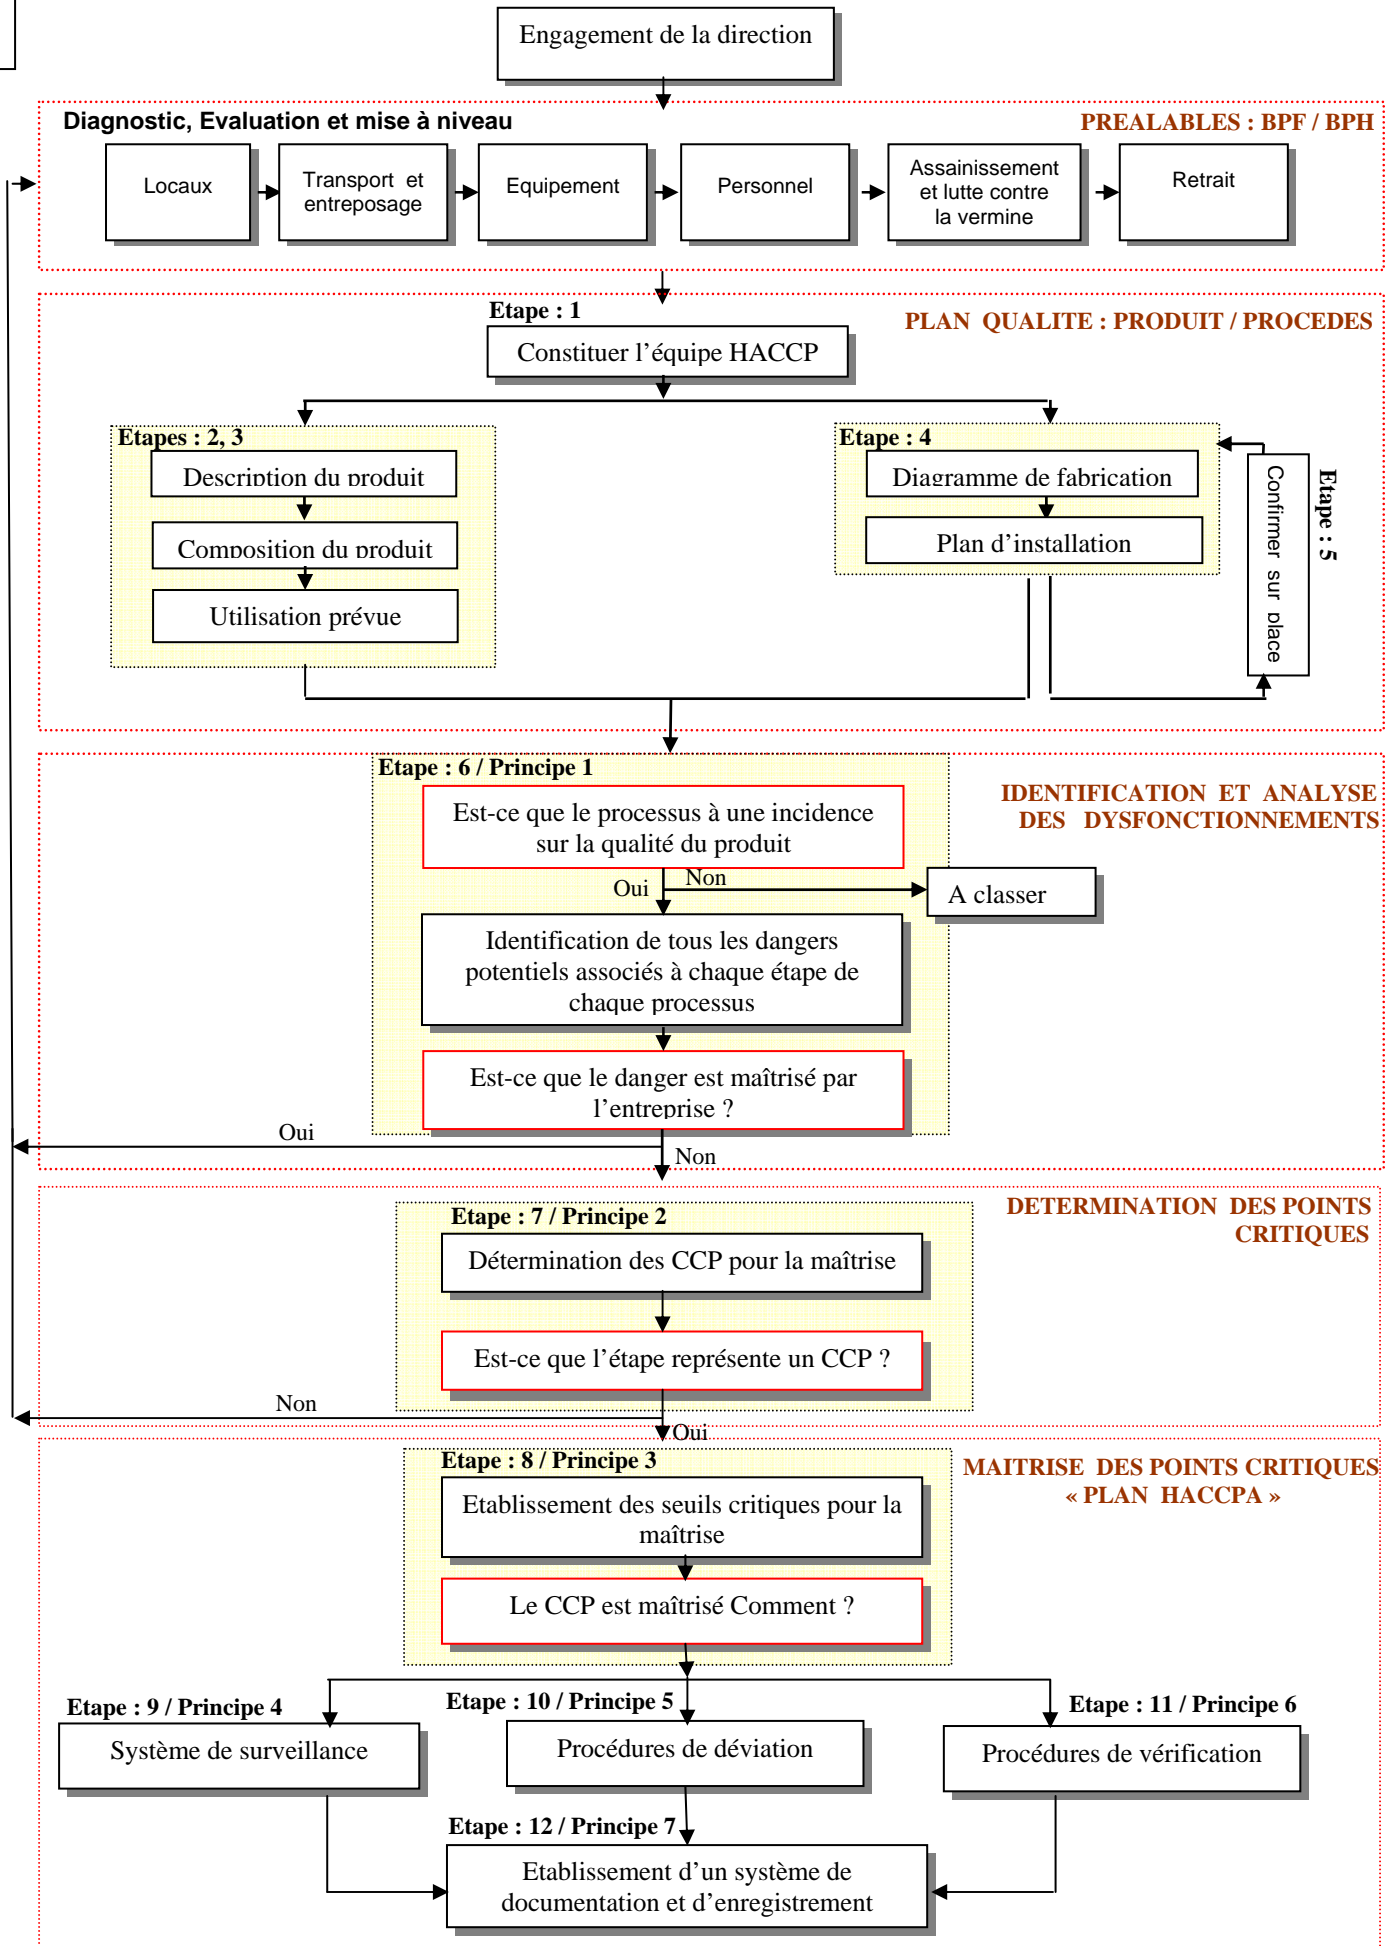 Engagement de la direction
Diagnostic, Evaluation et mise à niveau
PREALABLES : BPF / BPH
Locaux
Transport et
entreposage
Equipement
Personnel
Assainissement
et lutte contre
la vermine
Retrait
Etape : 1
PLAN QUALITE : PRODUIT / PROCEDES
Constituer l’équipe HACCP
Etapes : 2, 3
Description du produit
Composition du produit
Utilisation prévue
Etape : 4
Diagramme de fabrication
Plan d’installation
Etape : 5
Confirmer sur place
Etape : 6 / Principe 1
IDENTIFICATION ET ANALYSE
DES DYSFONCTIONNEMENTS
Est-ce que le processus à une incidence
sur la qualité du produit
Oui
Non
A classer
Identification de tous les dangers
potentiels associés à chaque étape de
chaque processus
Est-ce que le danger est maîtrisé par
l’entreprise ?
Oui
Non
Etape : 7 / Principe 2
DETERMINATION DES POINTS
CRITIQUES
Détermination des CCP pour la maîtrise
Est-ce que l’étape représente un CCP ?
Non
Oui
Etape : 8 / Principe 3
MAITRISE DES POINTS CRITIQUES
« PLAN HACCPA »
Etablissement des seuils critiques pour la
maîtrise
Le CCP est maîtrisé Comment ?
Etape : 9 / Principe 4
Système de surveillance
Etape : 10 / Principe 5
Procédures de déviation
Etape : 11 / Principe 6
Procédures de vérification
Etape : 12 / Principe 7
Etablissement d’un système de
documentation et d’enregistrement